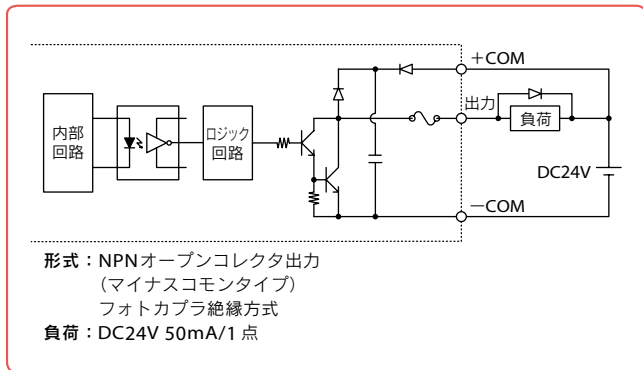 +COM
出力
内部
回路
ロジック
回路
負荷
DC24V
−COM
形式：NPNオープンコレクタ出力
（マイナスコモンタイプ）
フォトカプラ絶縁方式
負荷：DC24V 50mA/1 点